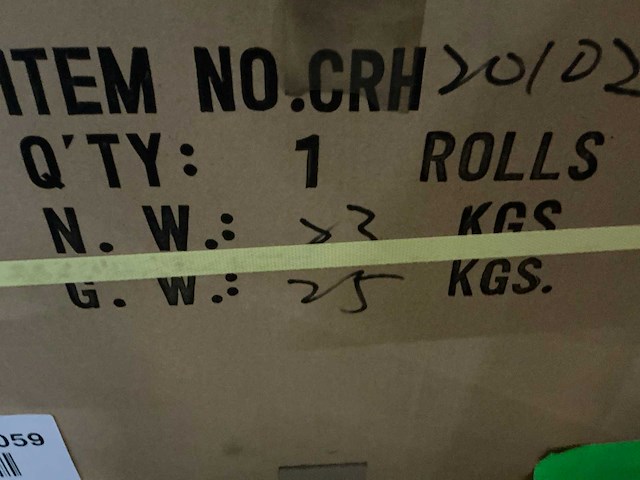 ITEM NO.CRH 20102
Q'TY: 1 ROLLS
N. W.: 23 KGS
G. W.: 25 KGS.
059